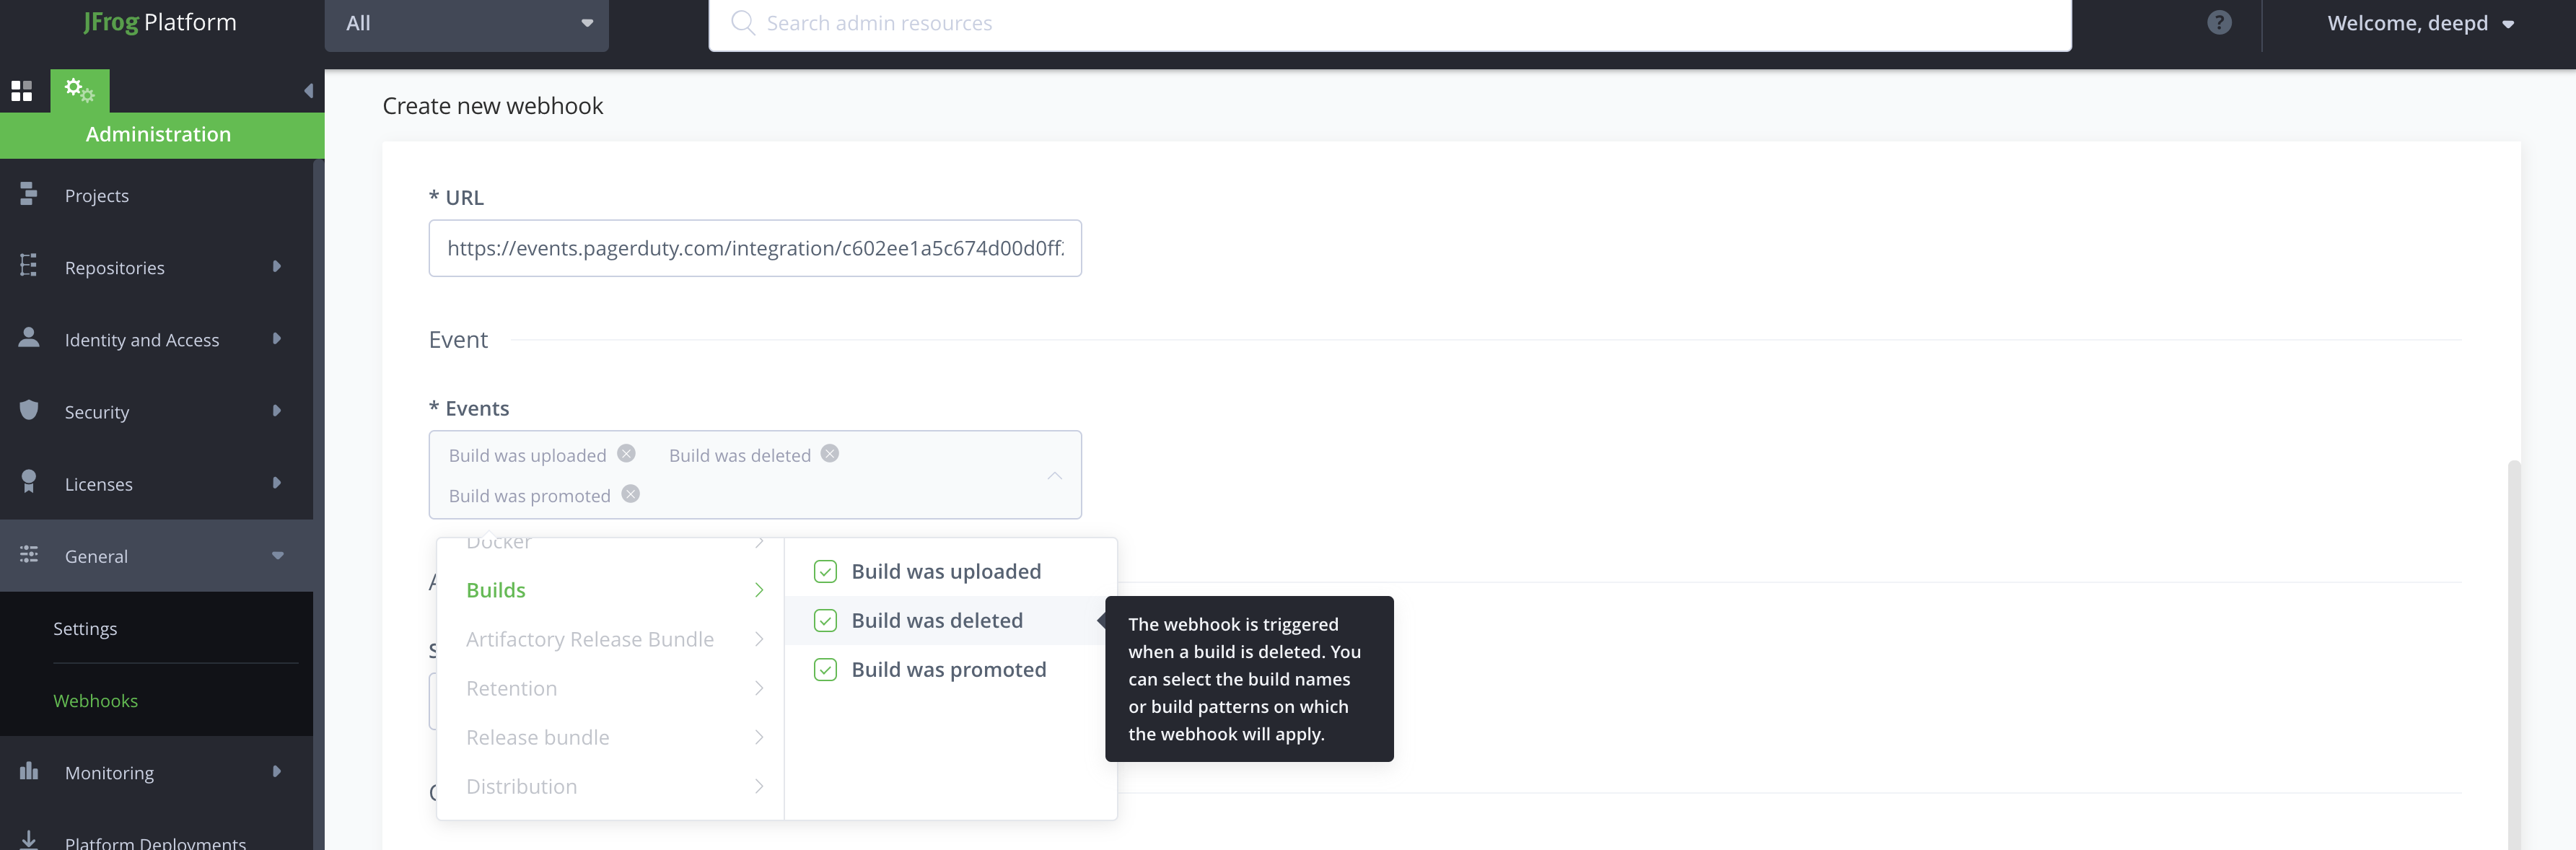 JFrog Platform
All
Search admin resources
?
Welcome, deepd
Administration
Projects
Repositories
Identity and Access
Security
Licenses
General
Settings
Webhooks
Monitoring
Platform Deployments
Create new webhook
* URL
https://events.pagerduty.com/integration/c602ee1a5c674d00d0ff
Event
* Events
Build was uploaded
Build was deleted
Build was promoted
Docker
Builds
Artifactory Release Bundle
Retention
Release bundle
Distribution
Build was uploaded
Build was deleted
Build was promoted
The webhook is triggered
when a build is deleted. You
can select the build names
or build patterns on which
the webhook will apply.